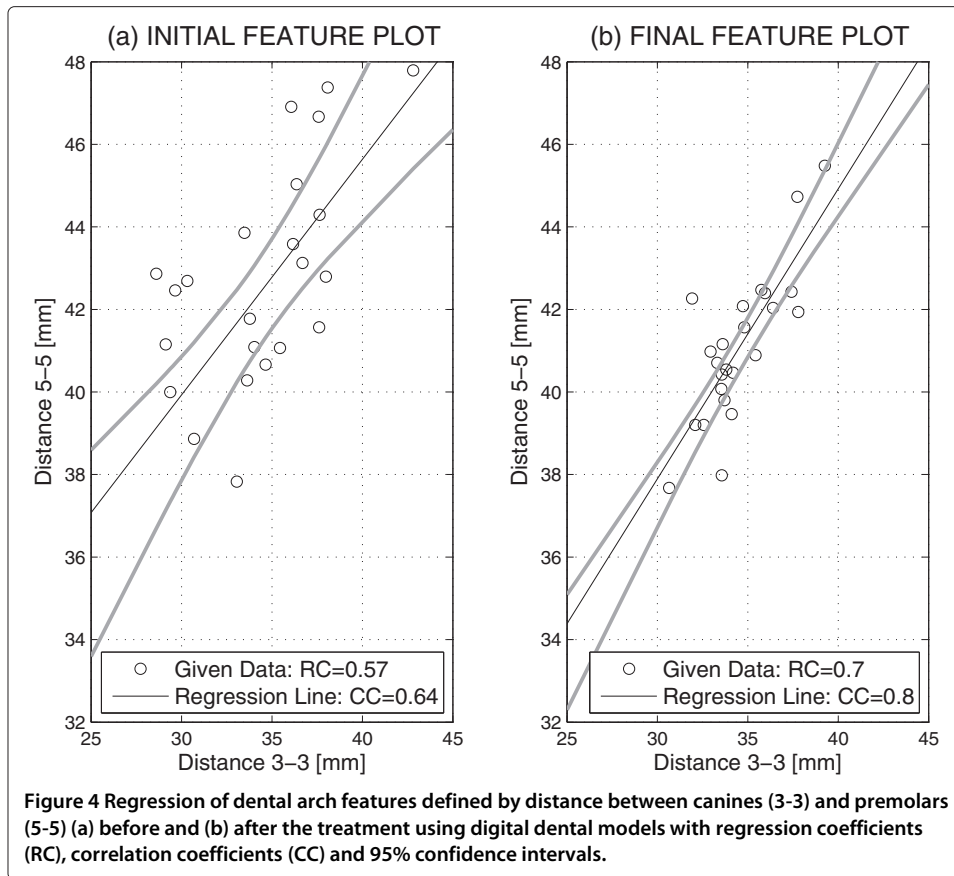 (a) INITIAL FEATURE PLOT
48
46
44
42
40
38
36
34
32
Distance 5−5 [mm]
Given Data: RC=0.57
Regression Line: CC=0.64
25 30 35 40 45
Distance 3−3 [mm]
(b) FINAL FEATURE PLOT
48
46
44
42
40
38
36
34
32
Distance 5−5 [mm]
Given Data: RC=0.7
Regression Line: CC=0.8
25 30 35 40 45
Distance 3−3 [mm]
Figure 4 Regression of dental arch features defined by distance between canines (3-3) and premolars
(5-5) (a) before and (b) after the treatment using digital dental models with regression coefficients
(RC), correlation coefficients (CC) and 95% confidence intervals.